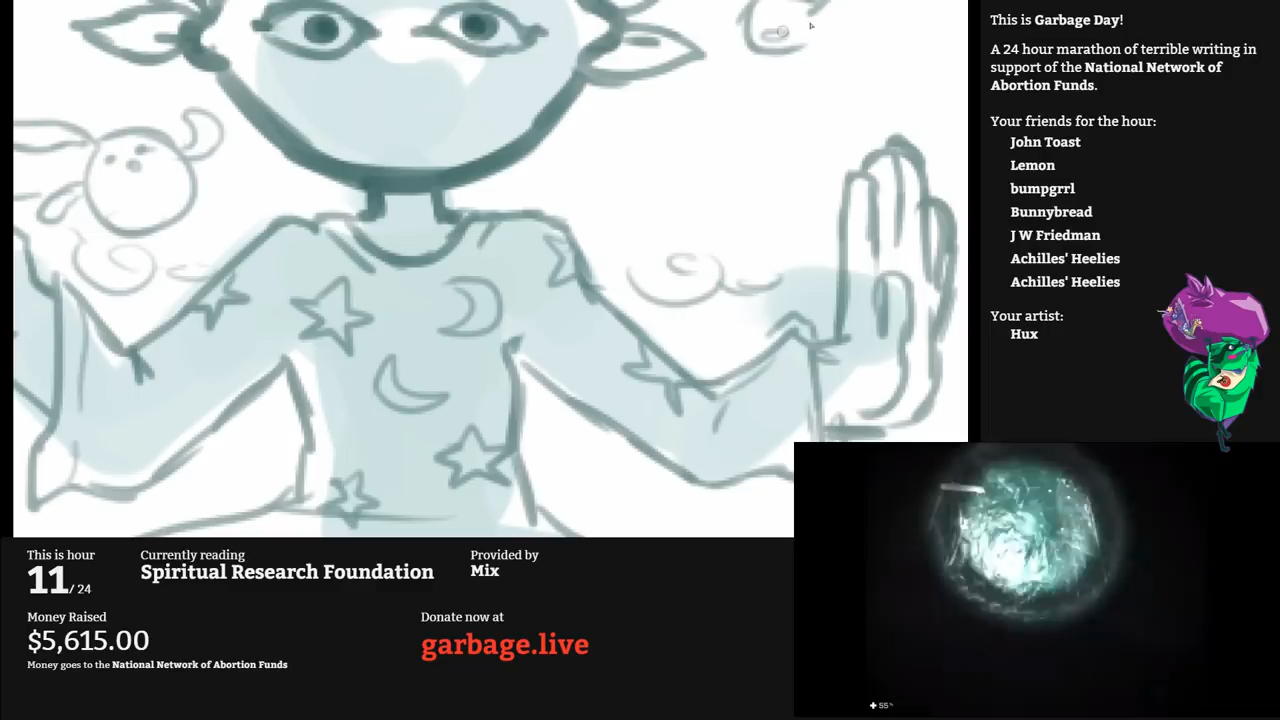 This is Garbage Day!
A 24 hour marathon of terrible writing in
support of the National Network of
Abortion Funds.
Your friends for the hour:
John Toast
Lemon
bumpgrrl
Bunnybread
J W Friedman
Achilles' Heelies
Achilles' Heelies
Your artist:
Hux
This is hour
11 / 24
Currently reading
Spiritual Research Foundation
Provided by
Mix
Money Raised
$5,615.00
Money goes to the National Network of Abortion Funds
Donate now at
garbage.live
55%